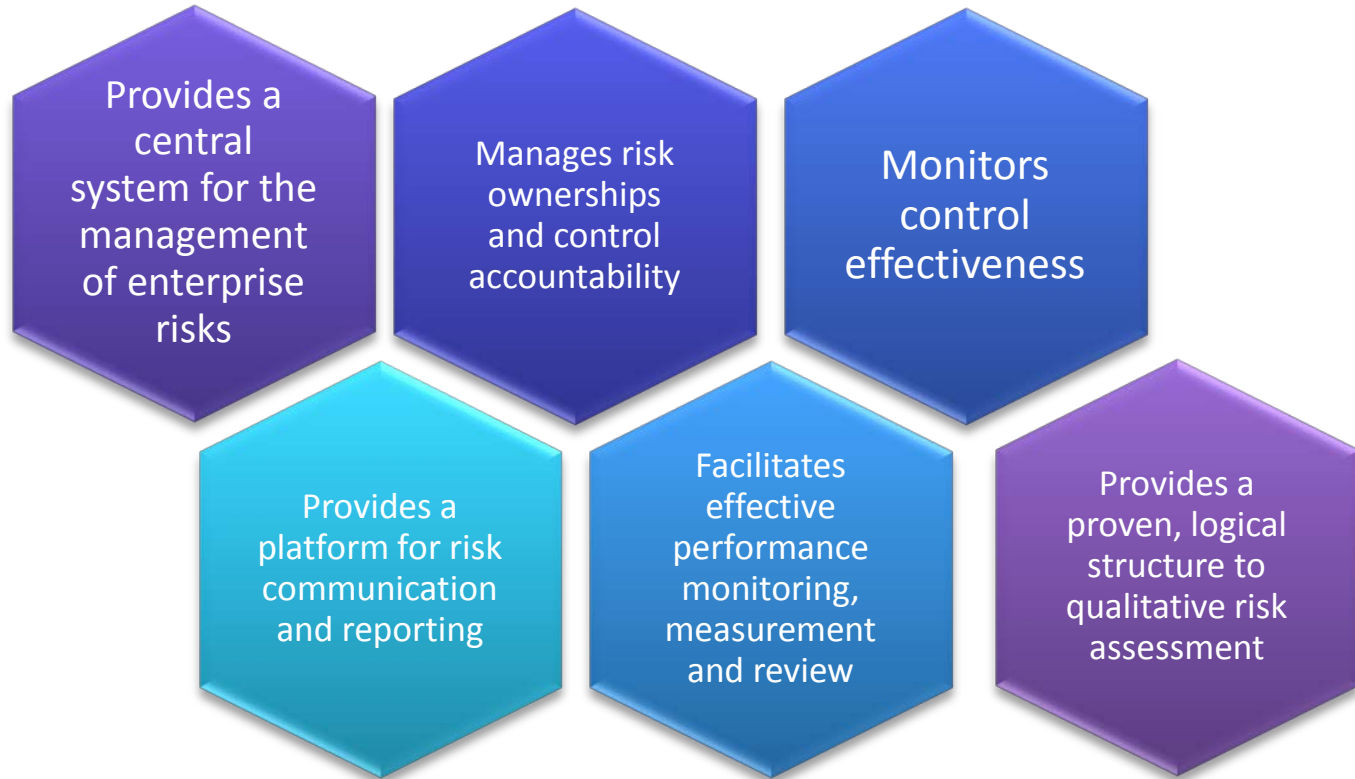 Provides a
central
system for the
management
of enterprise
risks
Manages risk
ownerships
and control
accountability
Monitors
control
effectiveness
Provides a
platform for risk
communication
and reporting
Facilitates
effective
performance
monitoring,
measurement
and review
Provides a
proven, logical
structure to
qualitative risk
assessment